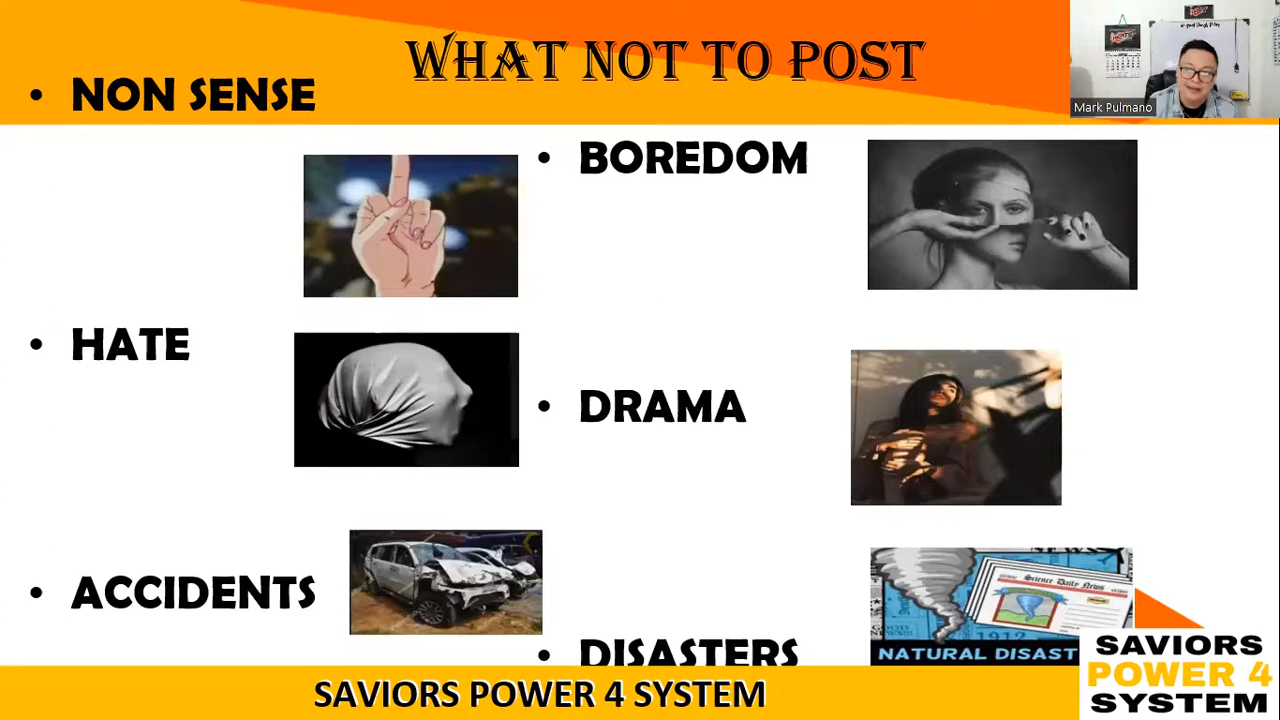 WHAT NOT TO POST
Mark Pulmano
• NON SENSE
• BOREDOM
• HATE
• DRAMA
• ACCIDENTS
• DISASTERS
Science Daily News
1912
NATURAL DISAST
SAVIORS POWER 4 SYSTEM
SAVIORS
POWER 4
SYSTEM